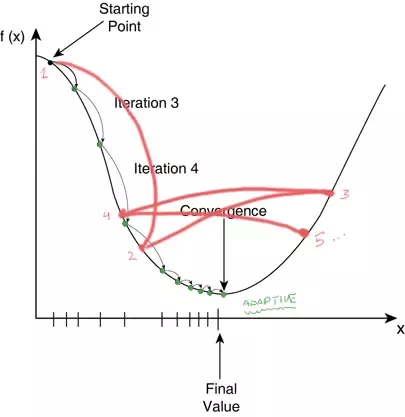 Starting
Point
f (x)
1
Iteration 3
Iteration 4
3
4
Convergence
5 ...
2
ADAPTIVE
x
Final
Value